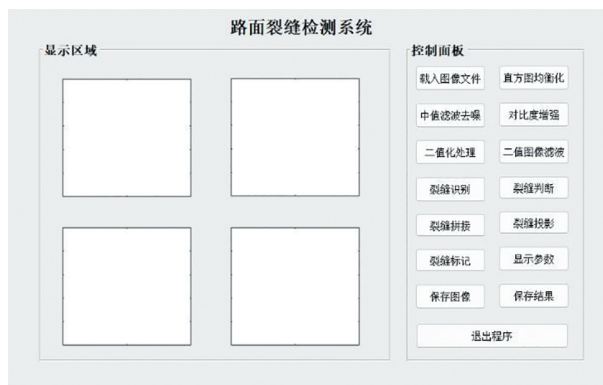 路面裂缝检测系统
显示区域
控制面板
载入图像文件 直方图均衡化
中值滤波去噪 对比度增强
二值化处理 二值图像滤波
裂缝识别 裂缝判断
裂缝拼接 裂缝投影
裂缝标记 显示参数
保存图像 保存结果
退出程序